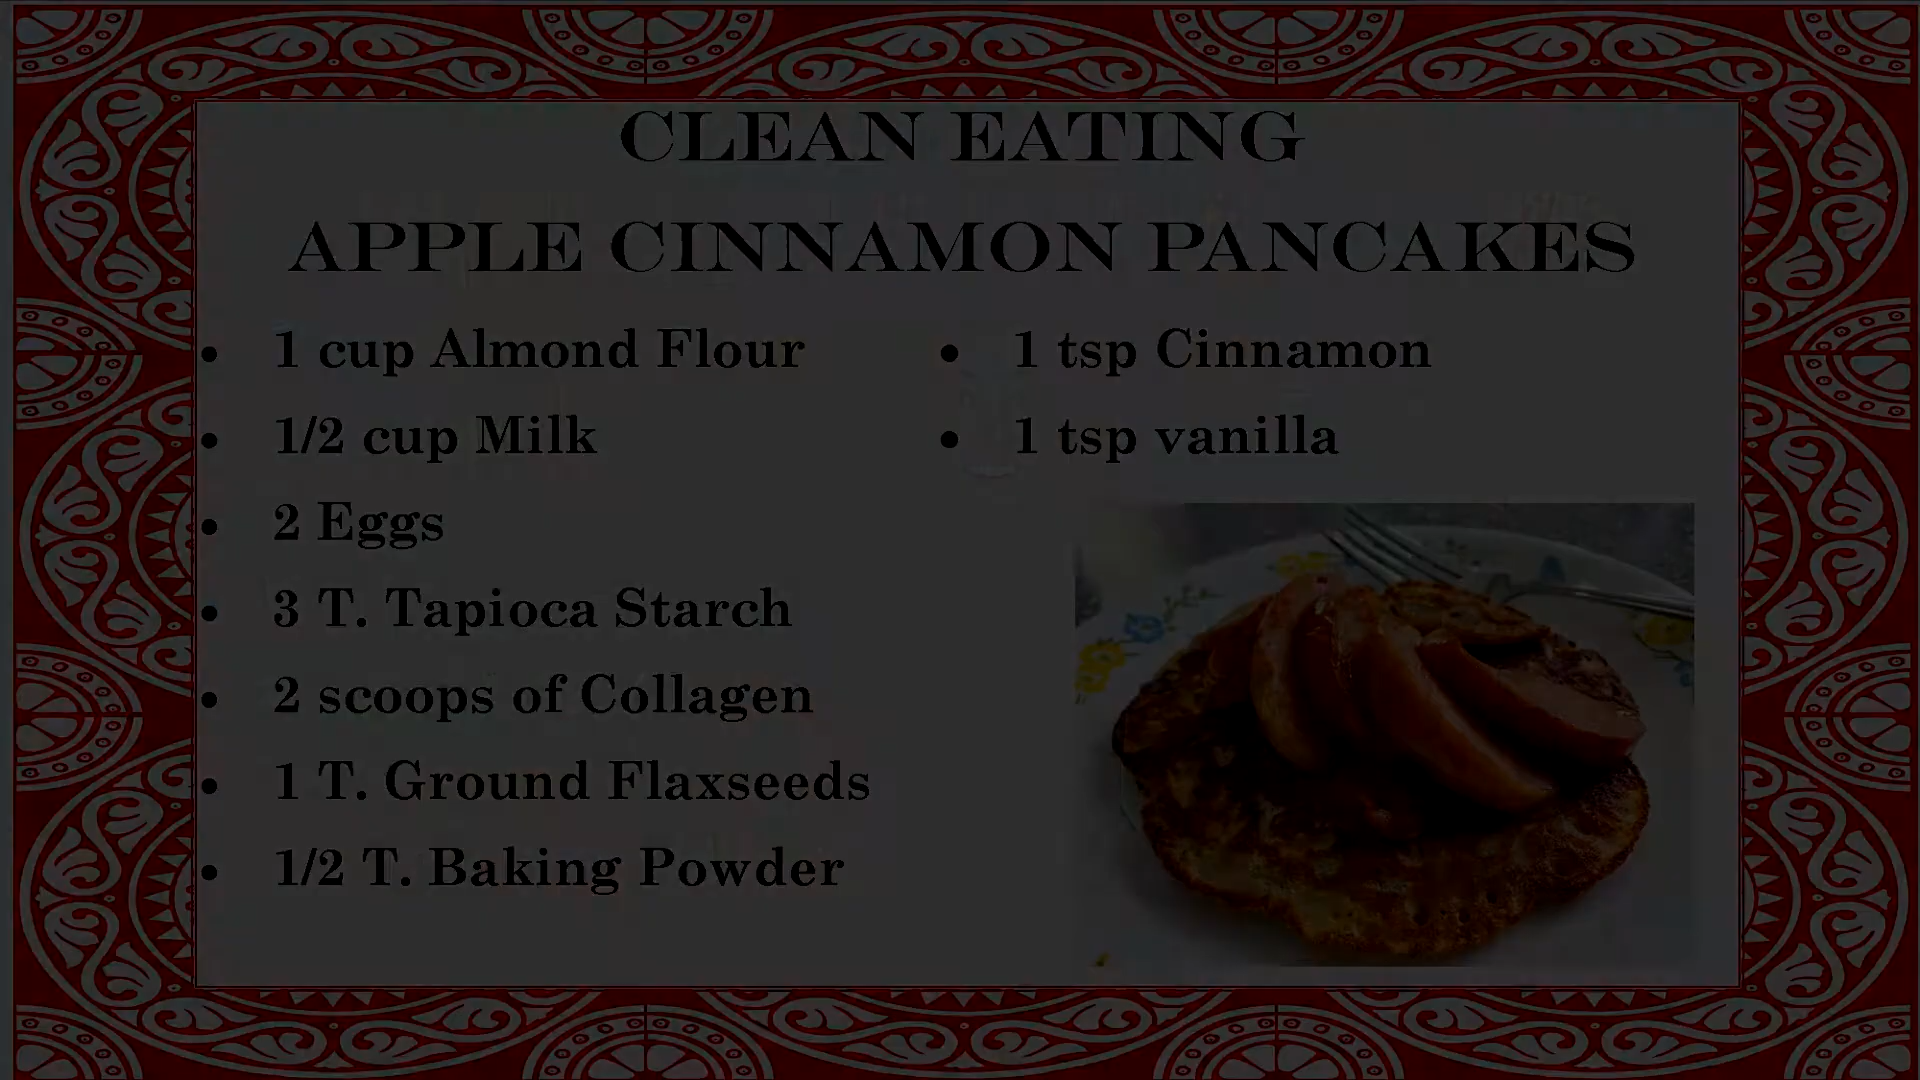 CLEAN EATING
APPLE CINNAMON PANCAKES
• 1 cup Almond Flour
• 1/2 cup Milk
• 2 Eggs
• 3 T. Tapioca Starch
• 2 scoops of Collagen
• 1 T. Ground Flaxseeds
• 1/2 T. Baking Powder
• 1 tsp Cinnamon
• 1 tsp vanilla